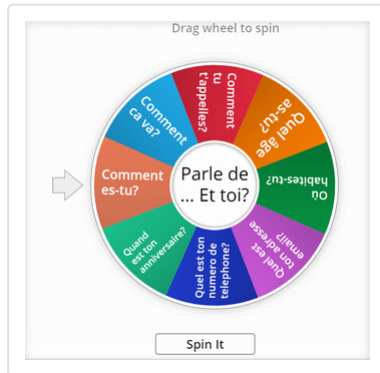 Drag wheel to spin
Comment
tu
t'appelles?
Quel âge
as-tu?
Où
habites-tu?
Quel est
ton adresse
email?
Quel est ton
numero de
telephone?
Quand
est ton
anniversaire?
Comment
es-tu?
Comment
ca va?
Parle de
... Et toi?
Spin It